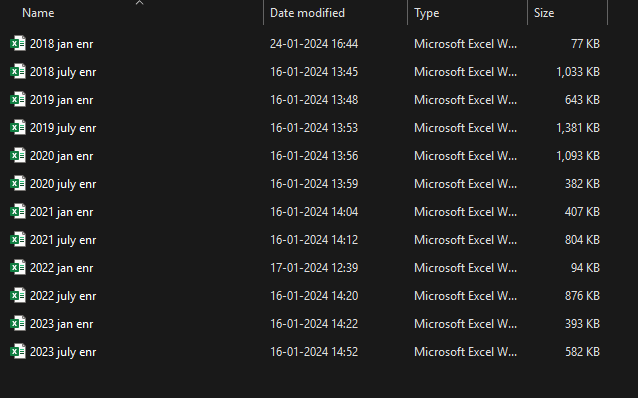 Name Date modified Type Size
2018 jan enr 24-01-2024 16:44 Microsoft Excel W... 77 KB
2018 july enr 16-01-2024 13:45 Microsoft Excel W... 1,033 KB
2019 jan enr 16-01-2024 13:48 Microsoft Excel W... 643 KB
2019 july enr 16-01-2024 13:53 Microsoft Excel W... 1,381 KB
2020 jan enr 16-01-2024 13:56 Microsoft Excel W... 1,093 KB
2020 july enr 16-01-2024 13:59 Microsoft Excel W... 382 KB
2021 jan enr 16-01-2024 14:04 Microsoft Excel W... 407 KB
2021 july enr 16-01-2024 14:12 Microsoft Excel W... 804 KB
2022 jan enr 17-01-2024 12:39 Microsoft Excel W... 94 KB
2022 july enr 16-01-2024 14:20 Microsoft Excel W... 876 KB
2023 jan enr 16-01-2024 14:22 Microsoft Excel W... 393 KB
2023 july enr 16-01-2024 14:52 Microsoft Excel W... 582 KB